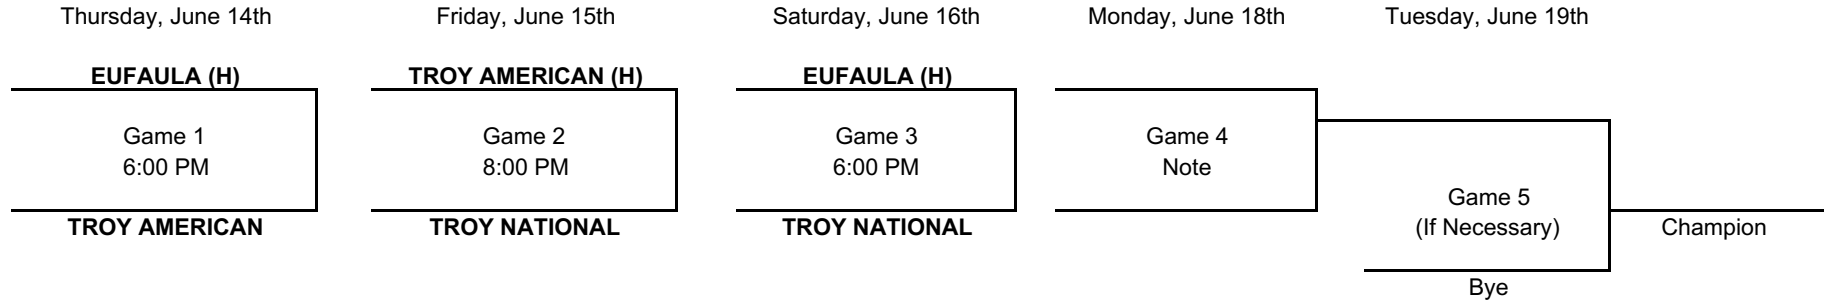 Thursday, June 14th
Friday, June 15th
Saturday, June 16th
Monday, June 18th
Tuesday, June 19th
EUFAULA (H)
TROY AMERICAN (H)
EUFAULA (H)
Game 1
6:00 PM
Game 2
8:00 PM
Game 3
6:00 PM
Game 4
Note
Game 5
(If Necessary)
Champion
TROY AMERICAN
TROY NATIONAL
TROY NATIONAL
Bye